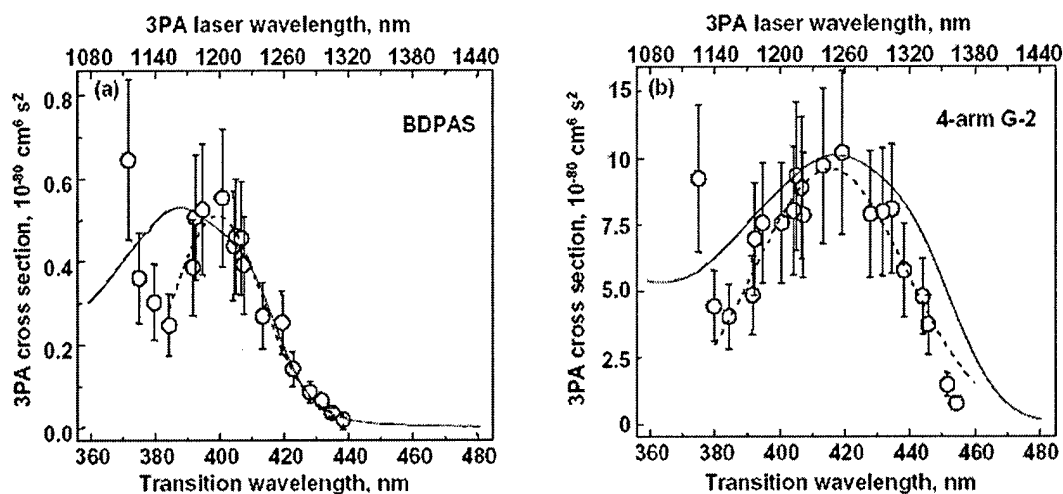 3PA laser wavelength, nm
1080 1140 1200 1260 1320 1380 1440
3PA cross section, 10⁻⁸⁰ cm⁶ s²
0.8
0.6
0.4
0.2
0.0
(a)
BDPAS
360 380 400 420 440 460 480
Transition wavelength, nm
3PA laser wavelength, nm
1080 1140 1200 1260 1320 1380 1440
3PA cross section, 10⁻⁸⁰ cm⁶ s²
15
10
7.5
5.0
2.5
0
(b)
4-arm G-2
360 380 400 420 440 460 480
Transition wavelength, nm